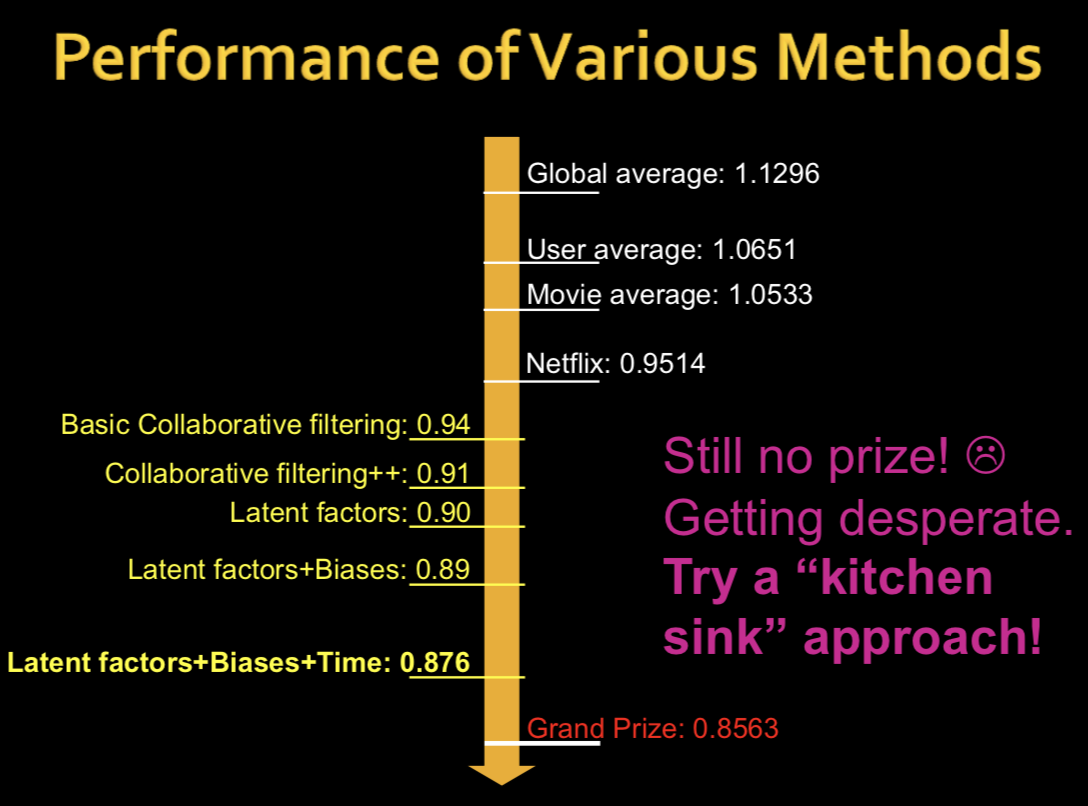 Performance of Various Methods
Global average: 1.1296
User average: 1.0651
Movie average: 1.0533
Netflix: 0.9514
Basic Collaborative filtering: 0.94
Collaborative filtering++: 0.91
Latent factors: 0.90
Latent factors+Biases: 0.89
Latent factors+Biases+Time: 0.876
Grand Prize: 0.8563
Still no prize! ☹
Getting desperate.
Try a “kitchen
sink” approach!